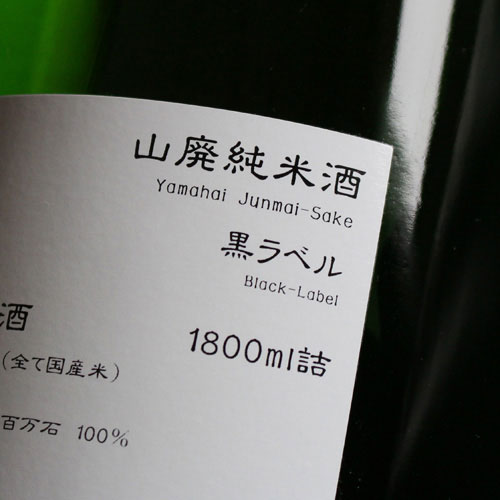 山廃純米酒
Yamahai Junmai-Sake
黒ラベル
Black-Label
酒
1800ml詰
(全て国産米)
百万石 100%